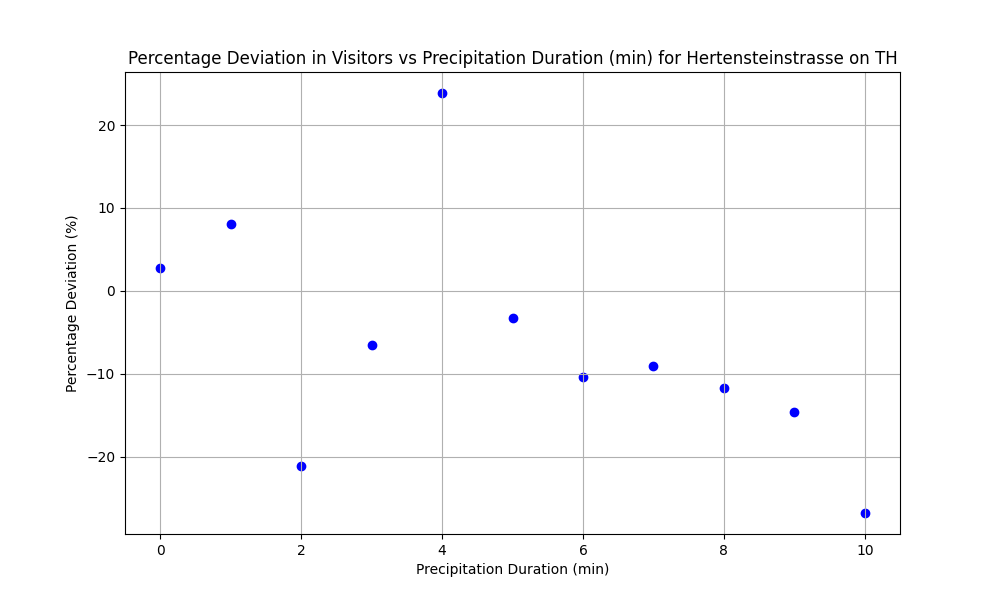 Percentage Deviation in Visitors vs Precipitation Duration (min) for Hertensteinstrasse on TH
Percentage Deviation (%)
20
10
0
−10
−20
0 2 4 6 8 10
Precipitation Duration (min)